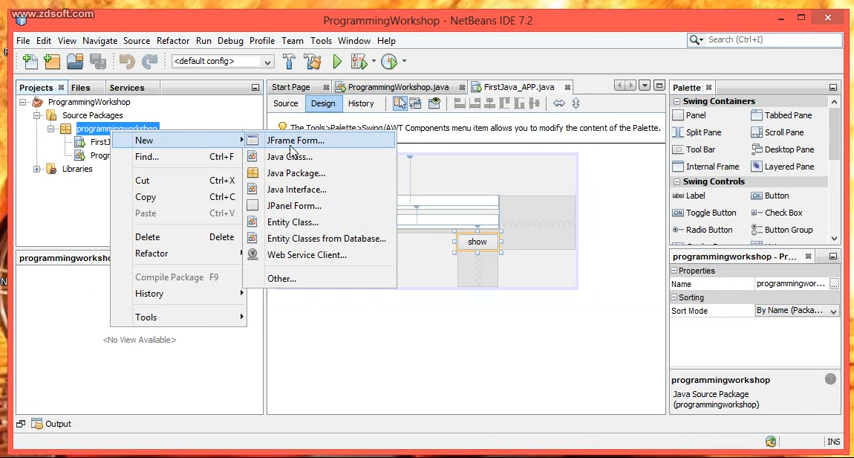 www.zdsoft.com
ProgrammingWorkshop - NetBeans IDE 7.2
File Edit View Navigate Source Refactor Run Debug Profile Team Tools Window Help
Search (Ctrl+I)
<default config>
Projects Files Services
Start Page ProgrammingWorkshop.java FirstJava_APP.java
Palette
Source Design History
The Tools>Palette>Swing/AWT Components menu item allows you to modify the content of the Palette.
ProgrammingWorkshop
Source Packages
programmingworkshop
FirstJ
Progr
Libraries
New
Find... Ctrl+F
Cut Ctrl+X
Copy Ctrl+C
Paste Ctrl+V
Delete Delete
Refactor
Compile Package F9
History
Tools
JFrame Form...
Java Class...
Java Package...
Java Interface...
JPanel Form...
Entity Class...
Entity Classes from Database...
Web Service Client...
Other...
show
Swing Containers
Panel Tabbed Pane
Split Pane Scroll Pane
Tool Bar Desktop Pane
Internal Frame Layered Pane
Swing Controls
Label Button
Toggle Button Check Box
Radio Button Button Group
programmingworksho
<No View Available>
programmingworkshop - Pr...
Properties
Name programmingwor...
Sorting
Sort Mode By Name (Packa...
programmingworkshop
Java Source Package
(programmingworkshop)
Output
INS